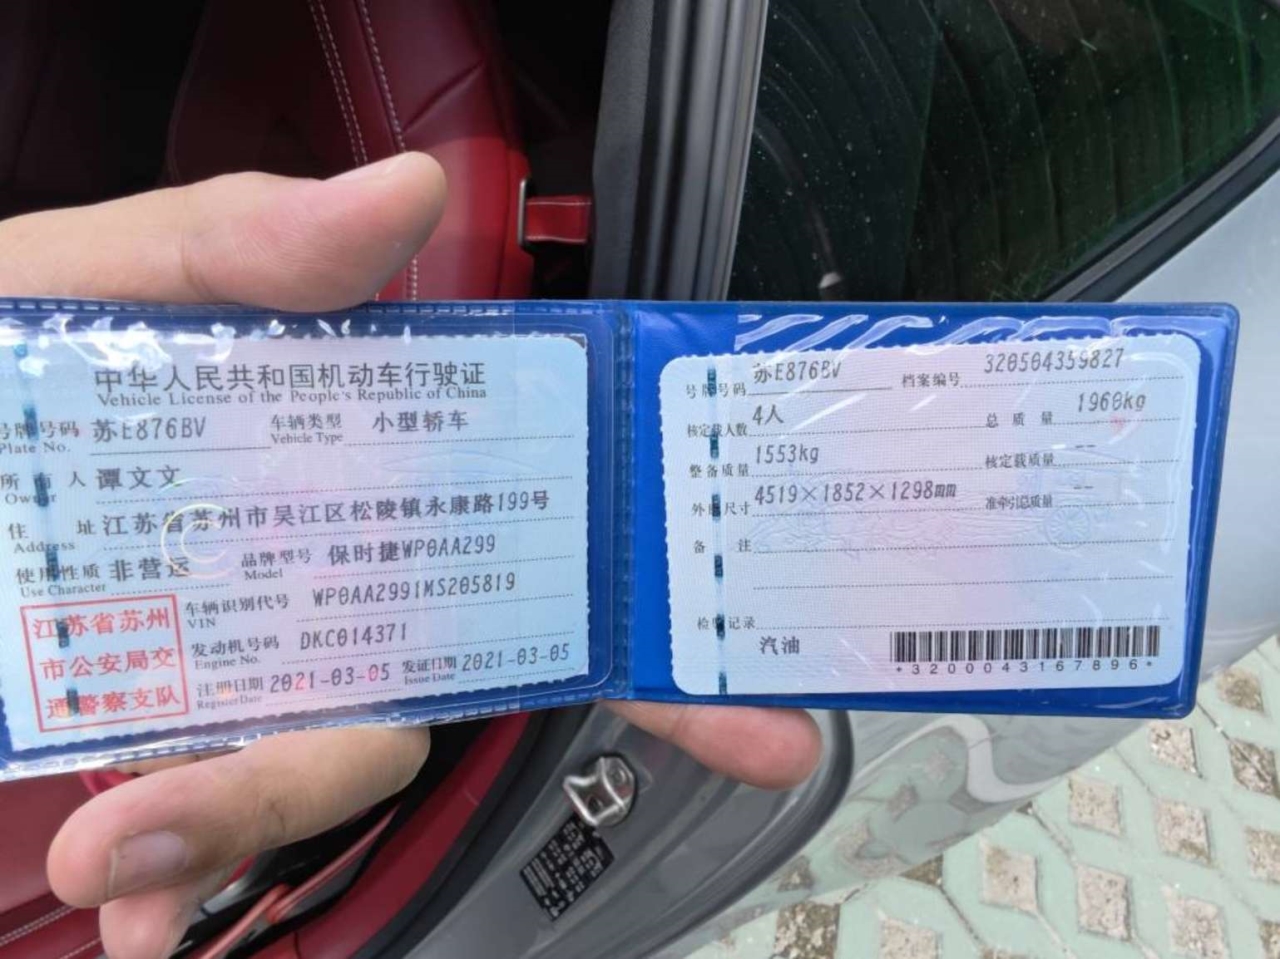 中华人民共和国机动车行驶证
Vehicle License of the People's Republic of China
号牌号码 苏E876BV 车辆类型 小型轿车
Plate No. Vehicle Type
所有人 谭文文
Owner
住址 江苏省苏州市吴江区松陵镇永康路199号
Address
使用性质 非营运 品牌型号 保时捷WP0AA299
Use Character Model
江苏省苏州
市公安局交
通警察支队
车辆识别代号 WP0AA2991MS205819
VIN
发动机号码 DKC014371
Engine No.
注册日期 2021-03-05 发证日期 2021-03-05
Register Date Issue Date
号牌号码 苏E876BV 档案编号 320504359827
核定载人数 4人 总质量 1960kg
整备质量 1553kg 核定载质量 --
外廓尺寸 4519×1852×1298mm 准牵引总质量 --
备注
检验记录
汽油
*3200043167896*